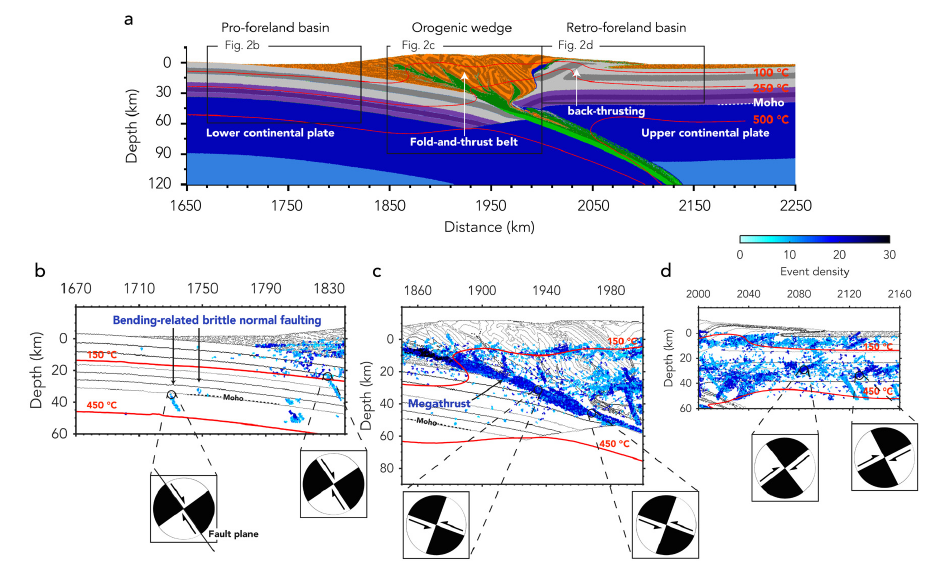 a
Pro-foreland basin
Orogenic wedge
Retro-foreland basin
Fig. 2b
Fig. 2c
Fig. 2d
0
30
60
90
120
Depth (km)
100 °C
250 °C
Moho
500 °C
back-thrusting
Lower continental plate
Fold-and-thrust belt
Upper continental plate
1650
1750
1850
1950
2050
2150
2250
Distance (km)
0
10
20
30
Event density
b
1670
1710
1750
1790
1830
Bending-related brittle normal faulting
0
20
40
60
Depth (km)
150 °C
Moho
450 °C
Fault plane
c
1860
1900
1940
1980
0
20
40
60
80
Depth (km)
150 °C
Megathrust
Moho
450 °C
d
2000
2040
2080
2120
2160
0
20
40
60
Depth (km)
150 °C
450 °C